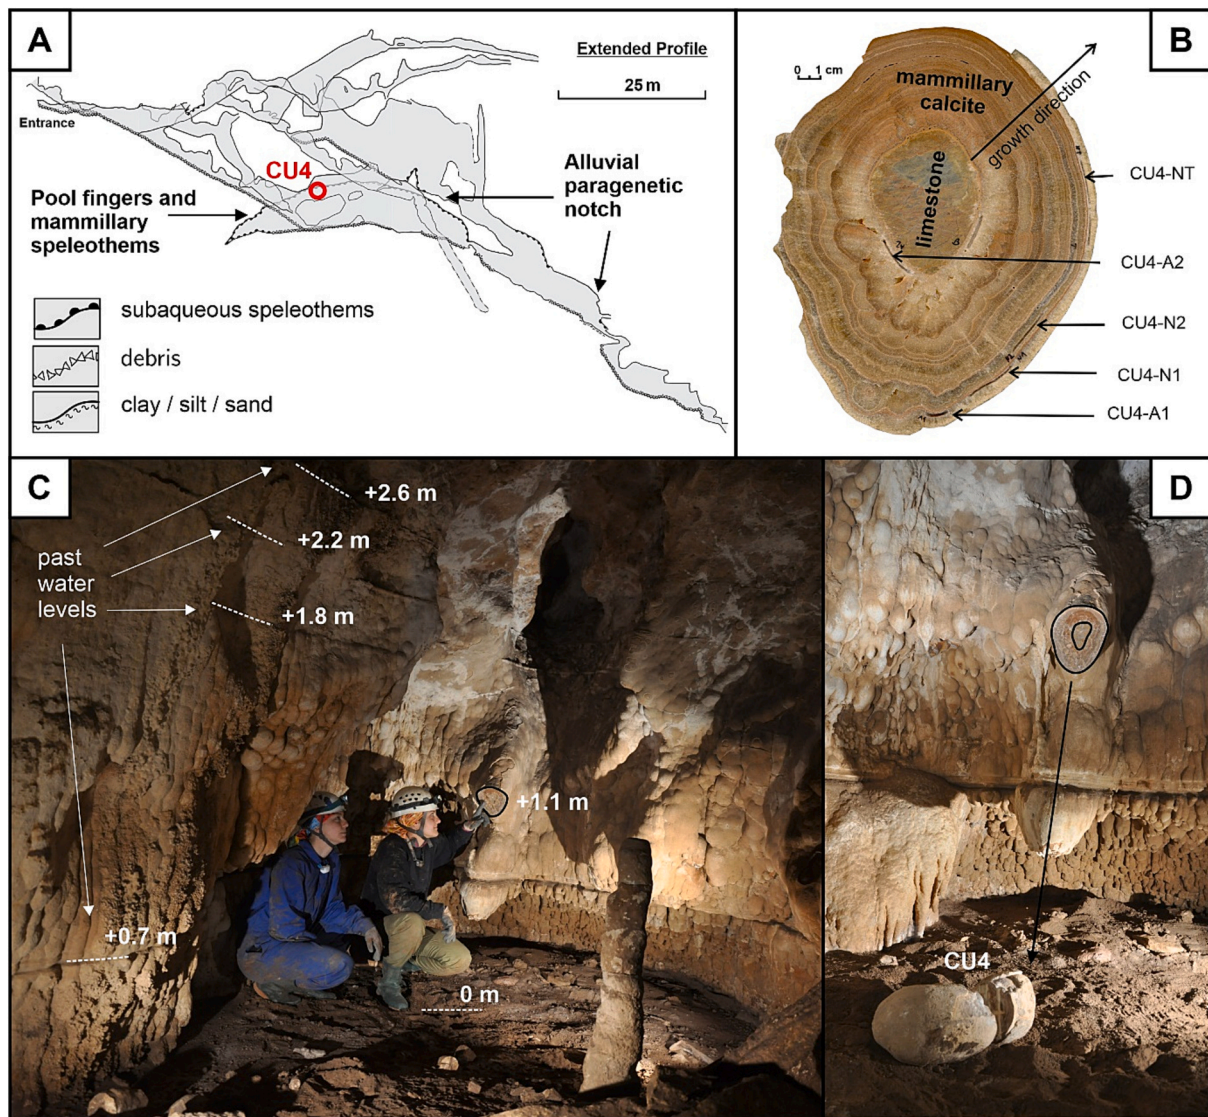 A
Extended Profile
25 m
Entrance
CU4
Pool fingers and
mammillary
speleothems
Alluvial
paragenetic
notch
subaqueous speleothems
debris
clay / silt / sand
B
0 1 cm
mammillary
calcite
growth direction
limestone
CU4-NT
CU4-A2
CU4-N2
CU4-N1
CU4-A1
C
+2.6 m
+2.2 m
past
water
levels
+1.8 m
+1.1 m
+0.7 m
0 m
D
CU4